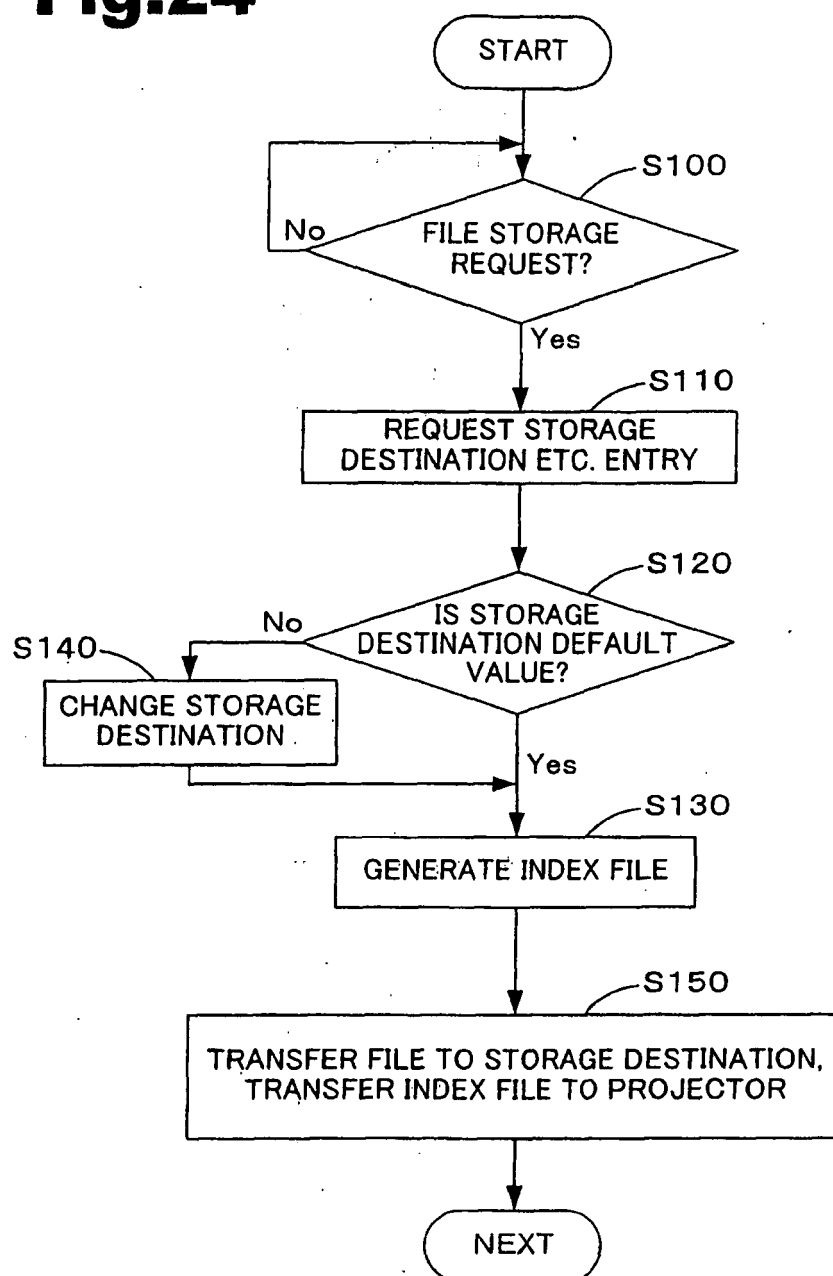 Fig.24
START
S100
No
FILE STORAGE
REQUEST?
Yes
S110
REQUEST STORAGE
DESTINATION ETC. ENTRY
S120
No
IS STORAGE
DESTINATION DEFAULT
VALUE?
S140
CHANGE STORAGE
DESTINATION
Yes
S130
GENERATE INDEX FILE
S150
TRANSFER FILE TO STORAGE DESTINATION,
TRANSFER INDEX FILE TO PROJECTOR
NEXT